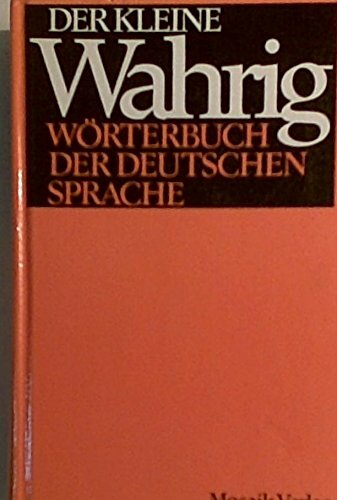 DER KLEINE
Wahrig
WÖRTERBUCH
DER DEUTSCHEN
SPRACHE